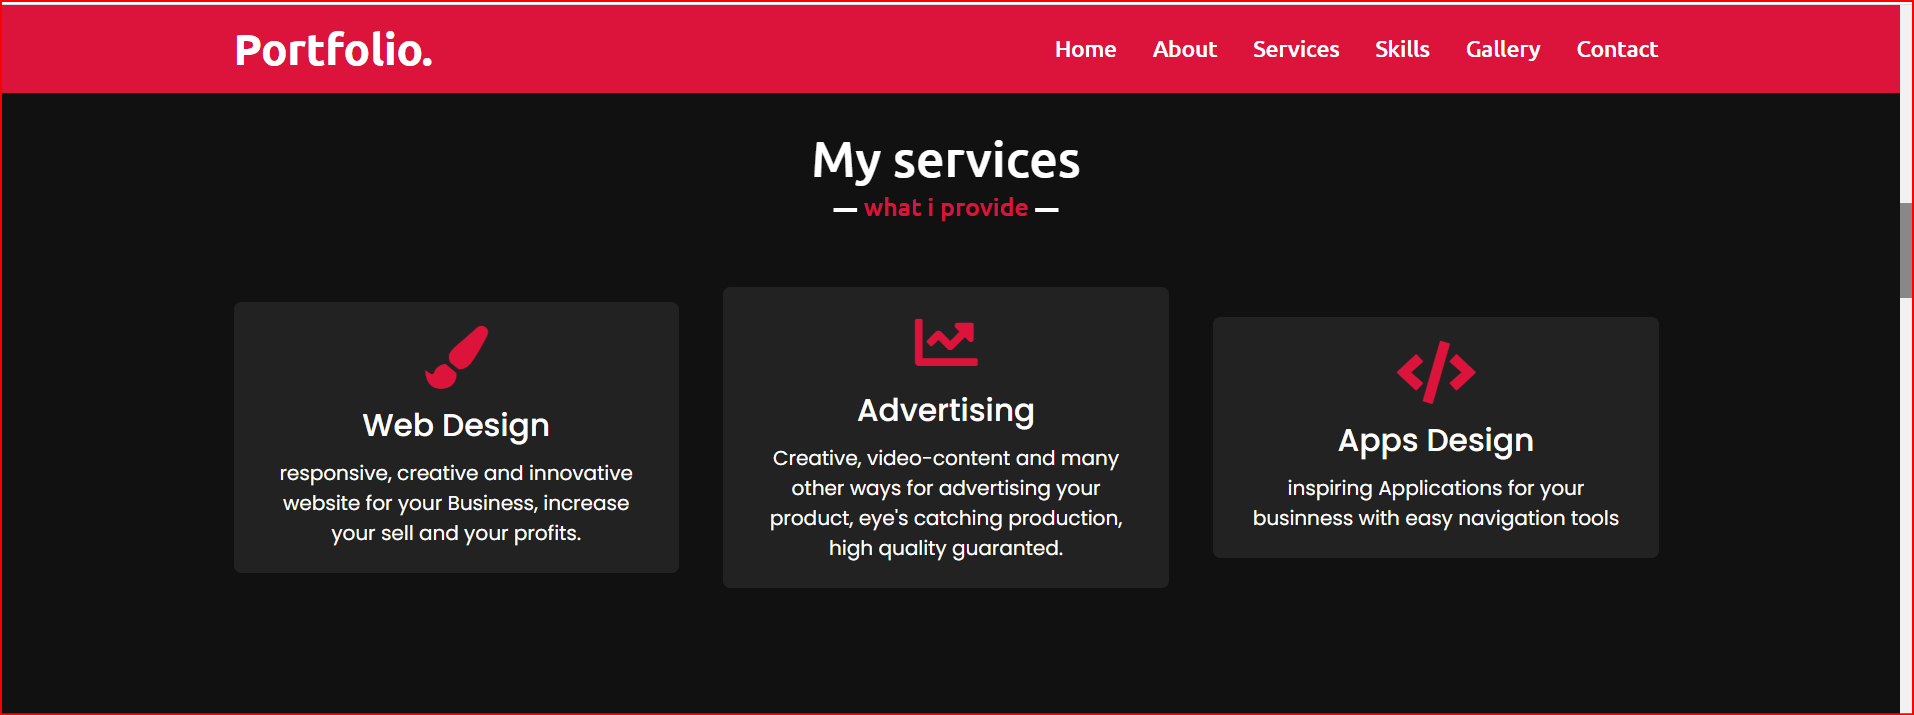 Portfolio.
Home About Services Skills Gallery Contact
My services
— what i provide —
Web Design
responsive, creative and innovative
website for your Business, increase
your sell and your profits.
Advertising
Creative, video-content and many
other ways for advertising your
product, eye's catching production,
high quality guaranted.
Apps Design
inspiring Applications for your
businness with easy navigation tools